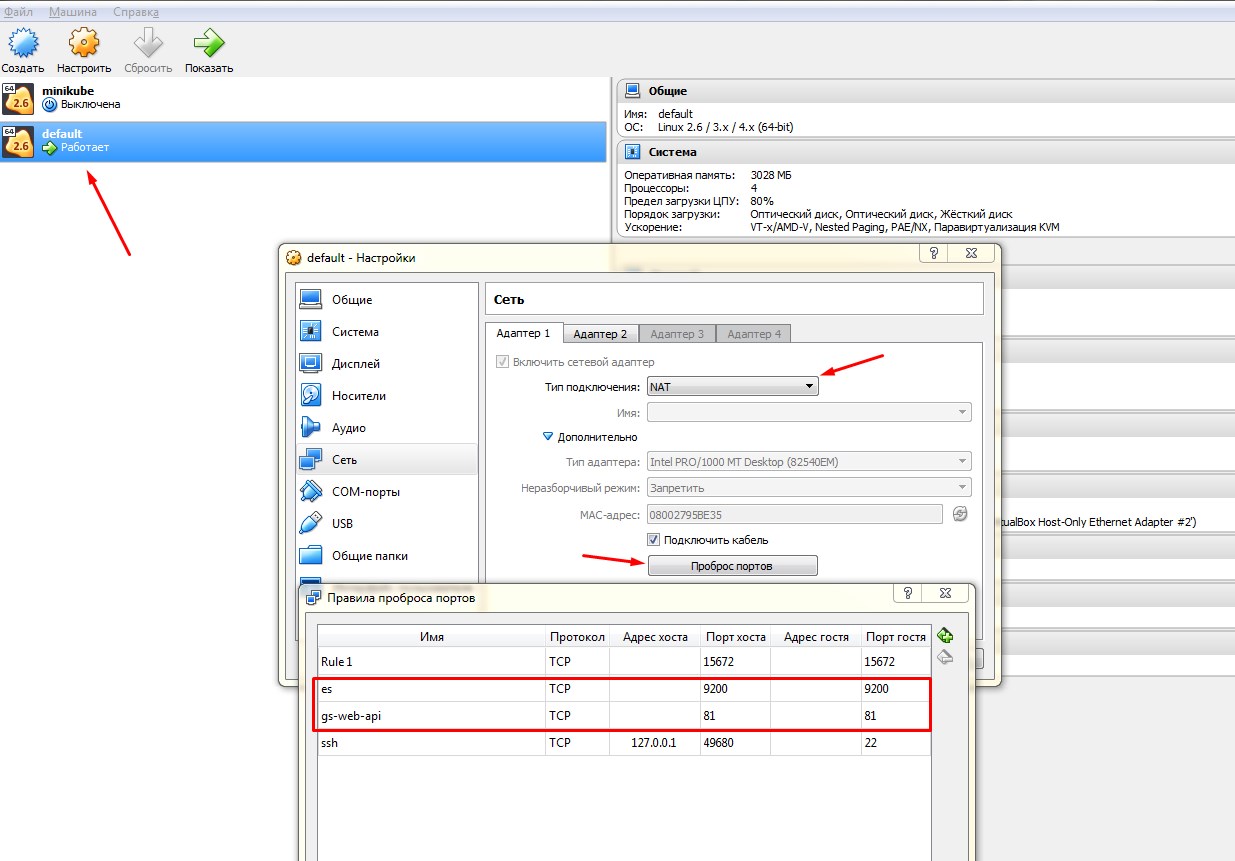 Файл Машина Справка
Создать Настроить Сбросить Показать
64 2.6 minikube
Выключена
64 2.6 default
Работает
Общие
Имя: default
ОС: Linux 2.6 / 3.x / 4.x (64-bit)
Система
Оперативная память: 3028 МБ
Процессоры: 4
Предел загрузки ЦПУ: 80%
Порядок загрузки: Оптический диск, Оптический диск, Жёсткий диск
Ускорение: VT-x/AMD-V, Nested Paging, PAE/NX, Паравиртуализация KVM
default - Настройки
Общие
Система
Дисплей
Носители
Аудио
Сеть
COM-порты
USB
Общие папки
Сеть
Адаптер 1 Адаптер 2 Адаптер 3 Адаптер 4
Включить сетевой адаптер
Тип подключения: NAT
Имя:
Дополнительно
Тип адаптера: Intel PRO/1000 MT Desktop (82540EM)
Неразборчивый режим: Запретить
MAC-адрес: 08002795BE35
Подключить кабель
Проброс портов
tualBox Host-Only Ethernet Adapter #2')
Правила проброса портов
Имя Протокол Адрес хоста Порт хоста Адрес гостя Порт гостя
Rule 1 TCP 15672 15672
es TCP 9200 9200
gs-web-api TCP 81 81
ssh TCP 127.0.0.1 49680 22